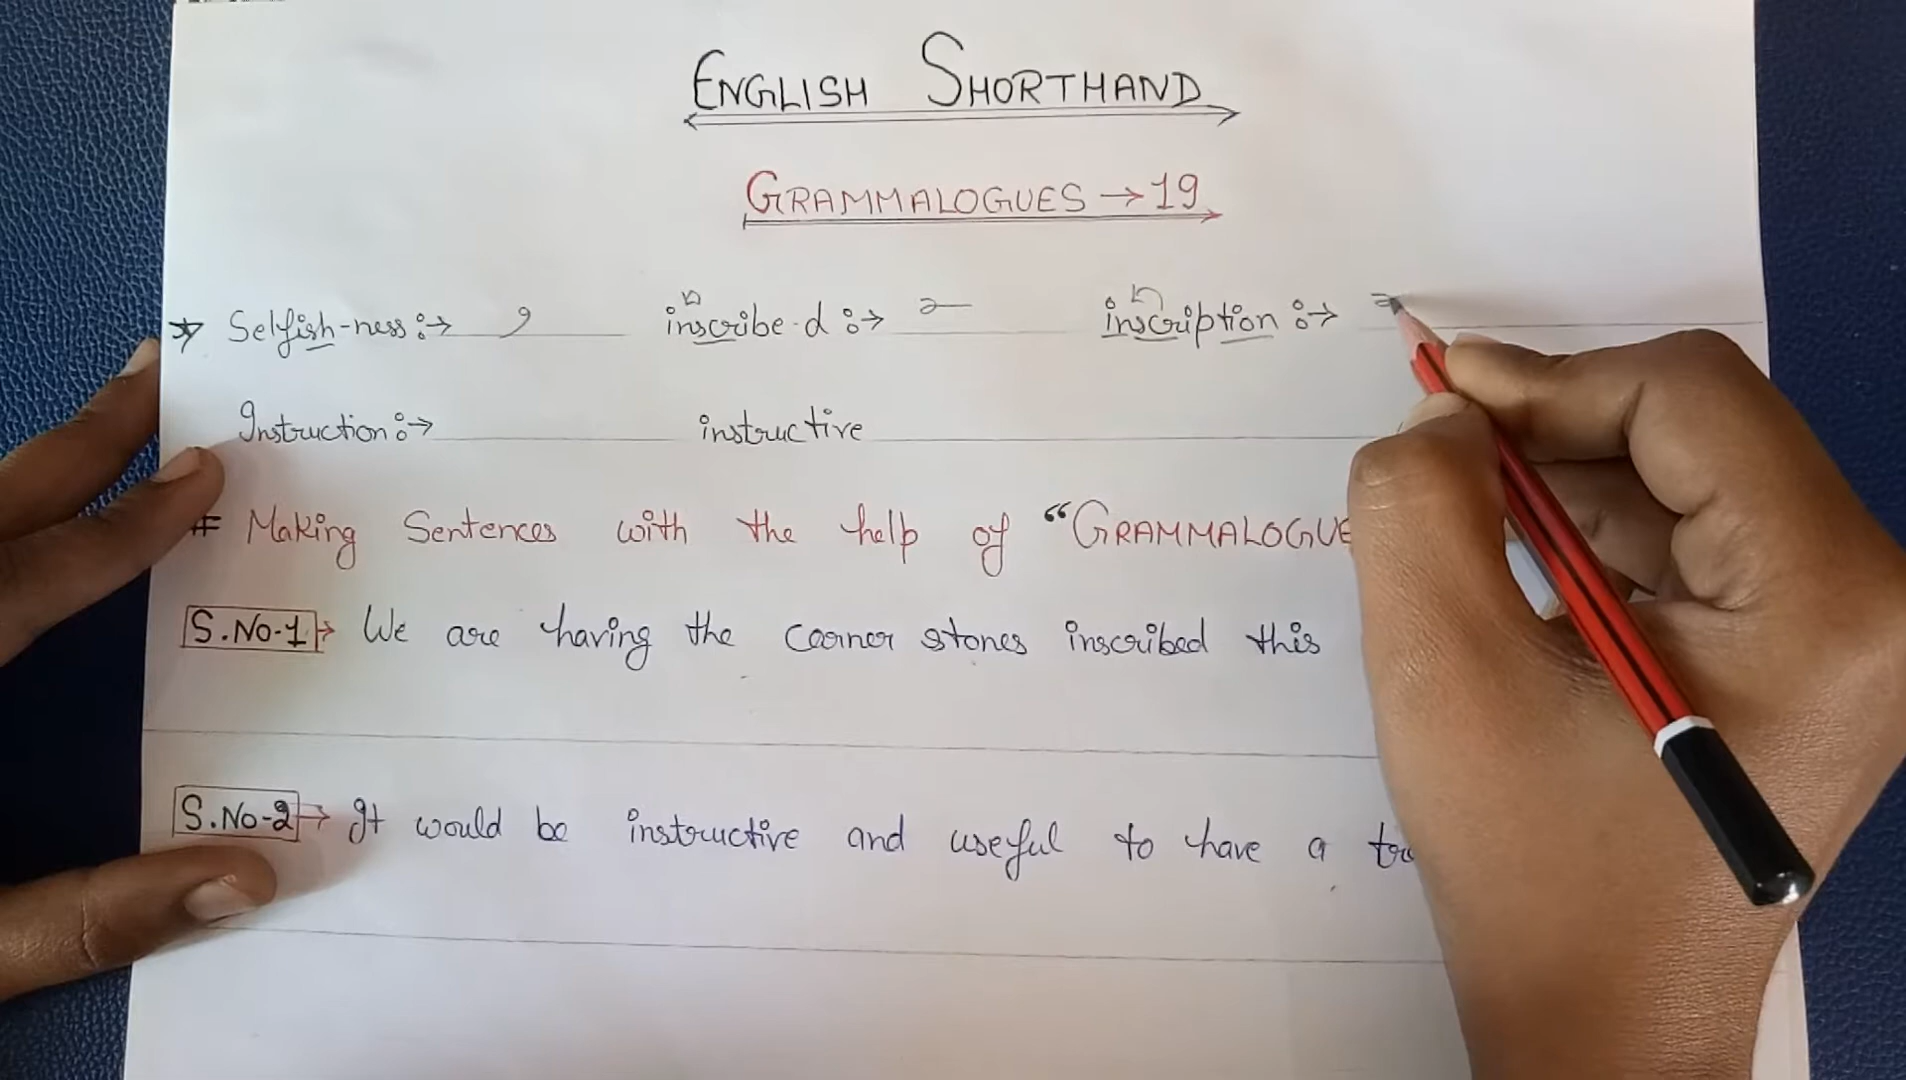 ENGLISH SHORTHAND
GRAMMALOGUES → 19
Selfish-ness :→ inscribe-d :→ inscription :→
Instruction :→ instructive
# Making Sentences with the help of “GRAMMALOGUE
S.No-1 → We are having the corner stones inscribed this
S.No-2 → It would be instructive and useful to have a